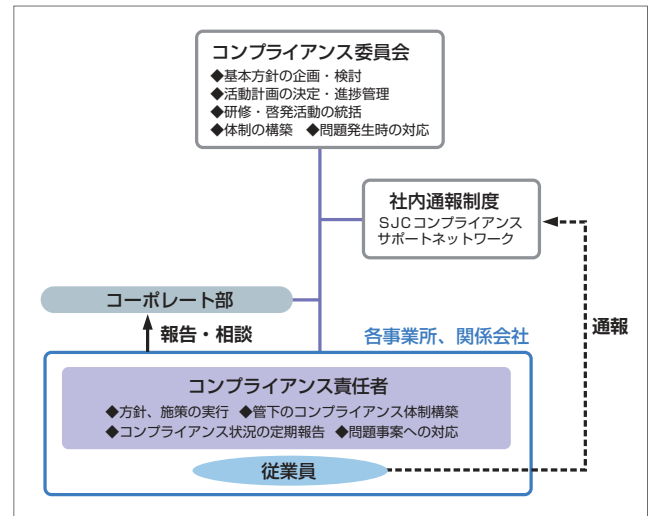 コンプライアンス委員会
◆基本方針の企画・検討
◆活動計画の決定・進捗管理
◆研修・啓発活動の統括
◆体制の構築 ◆問題発生時の対応
社内通報制度
SJCコンプライアンス
サポートネットワーク
コーポレート部
報告・相談
各事業所、関係会社
通報
コンプライアンス責任者
◆方針、施策の実行 ◆管下のコンプライアンス体制構築
◆コンプライアンス状況の定期報告 ◆問題事案への対応
従業員